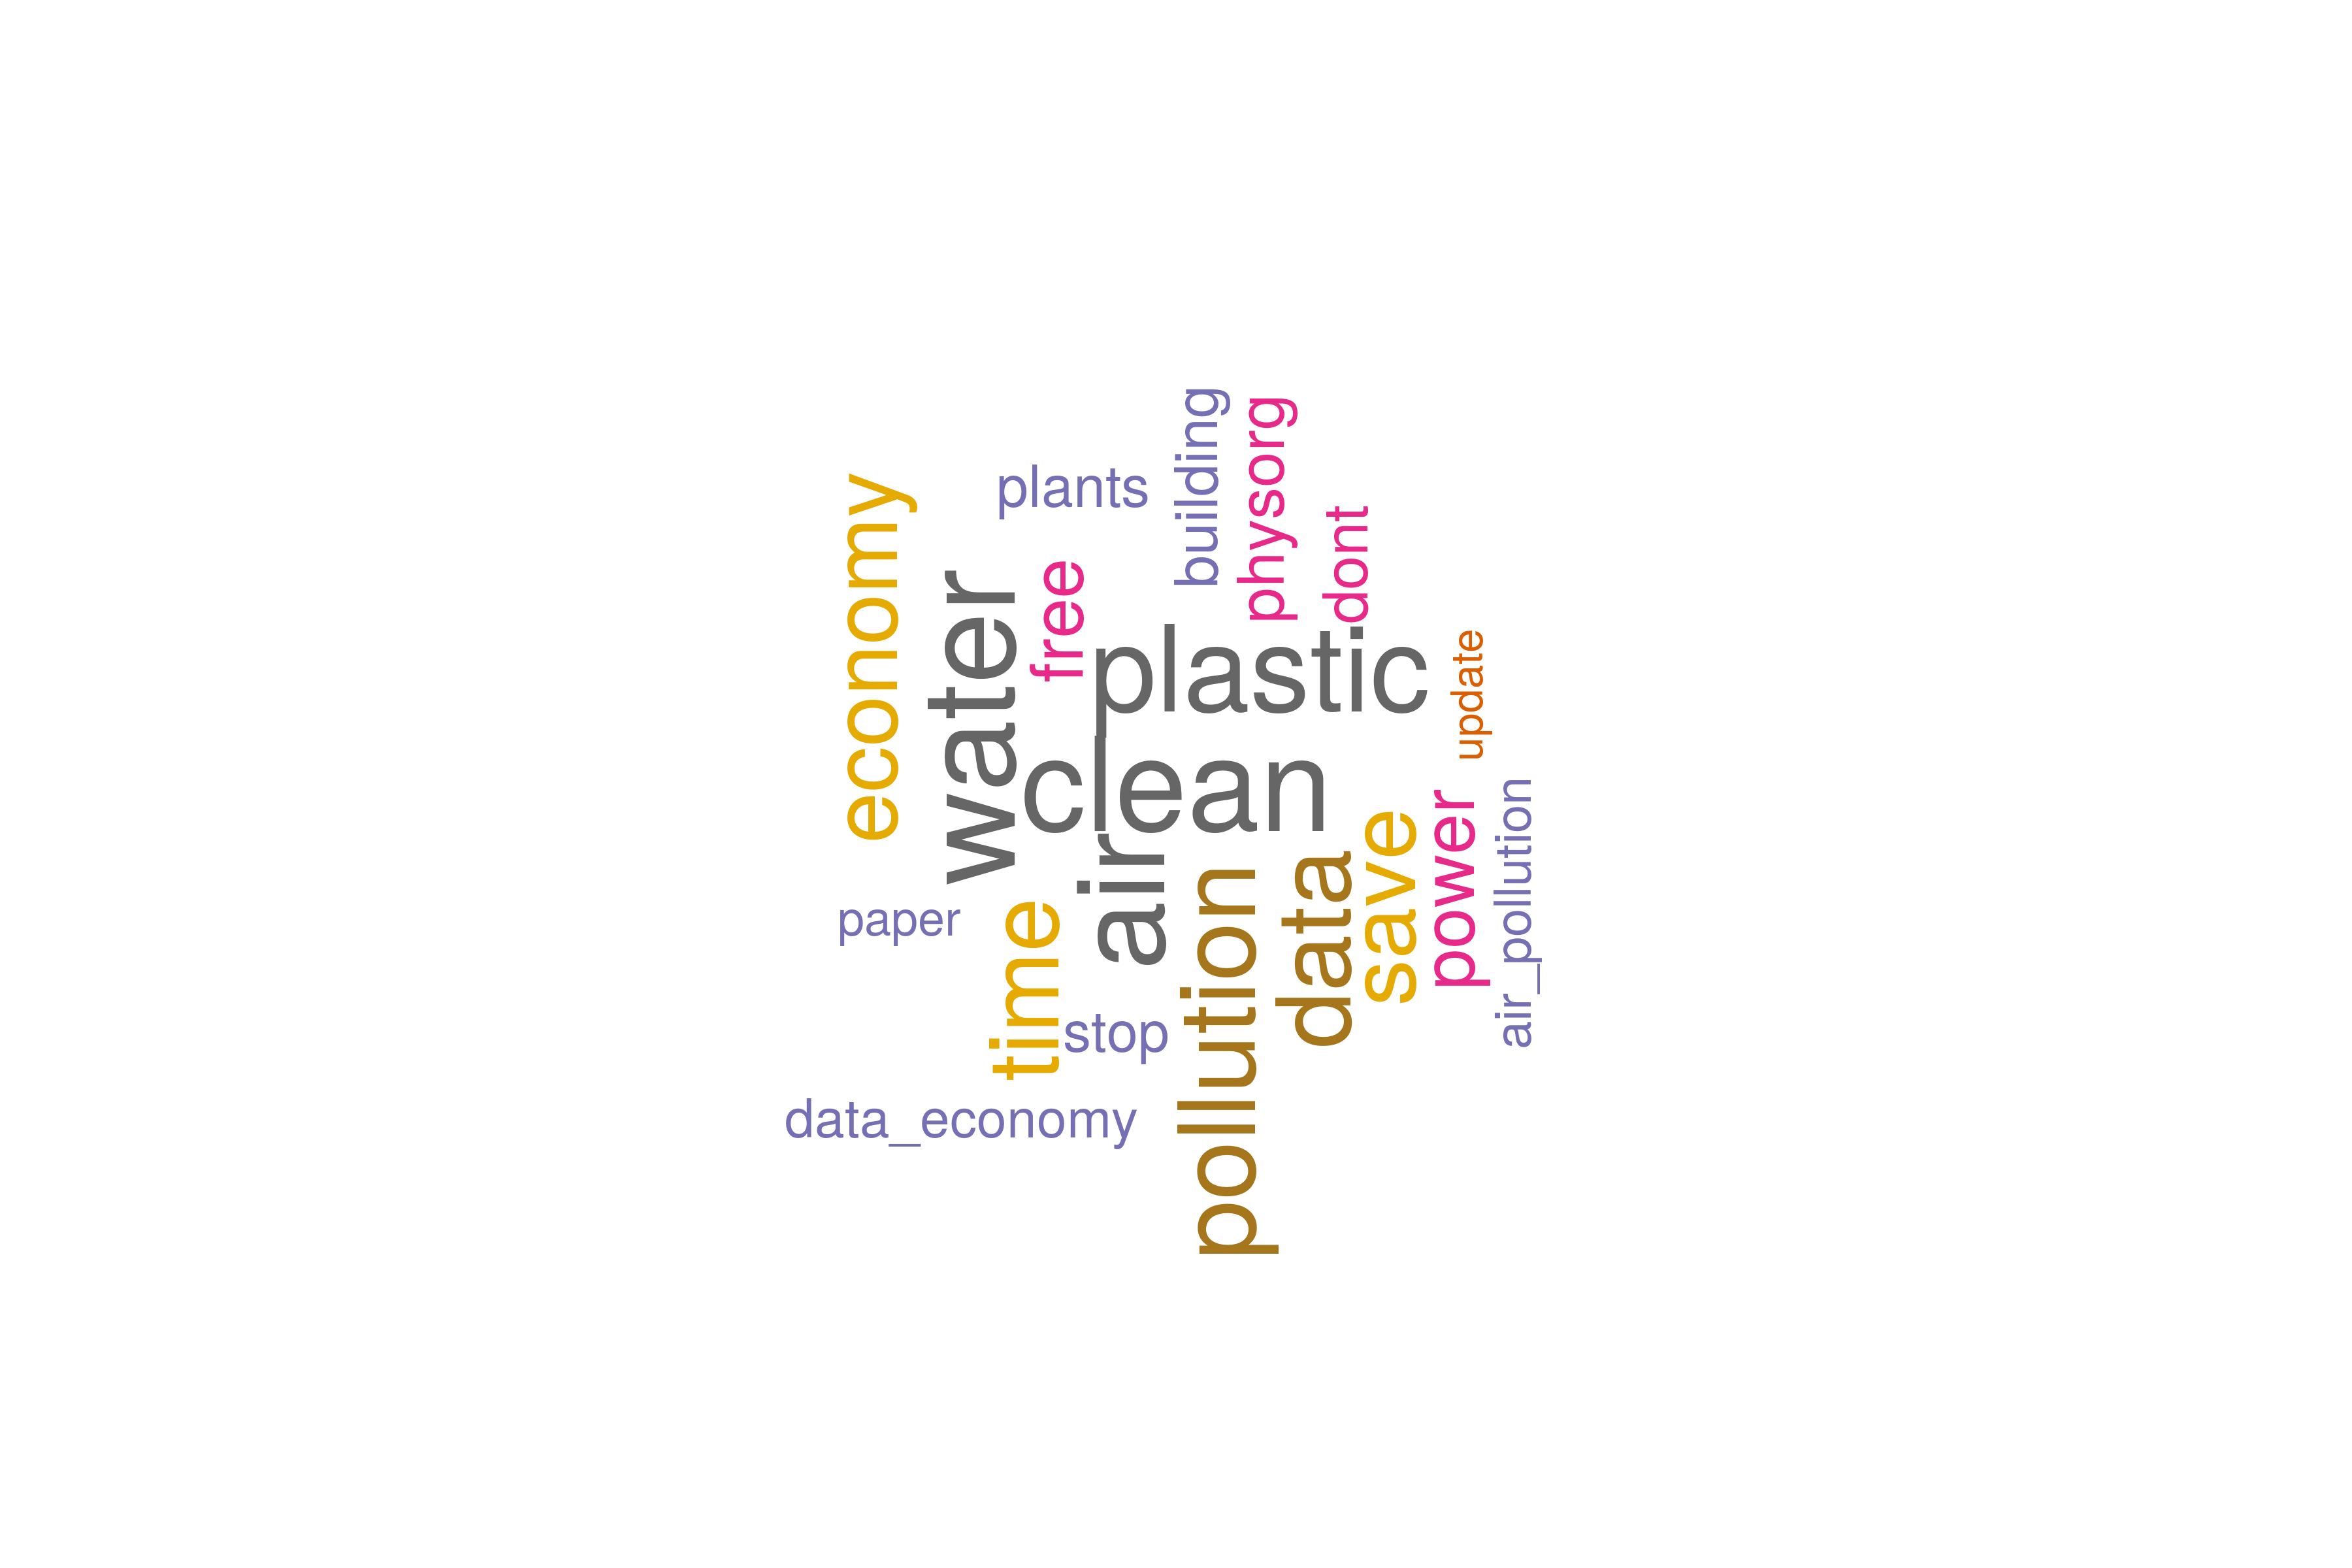 building
physorg
plants
economy
dont
free
water
plastic
update
clean
air
save
power
air_pollution
paper
time
pollution
data
stop
data_economy